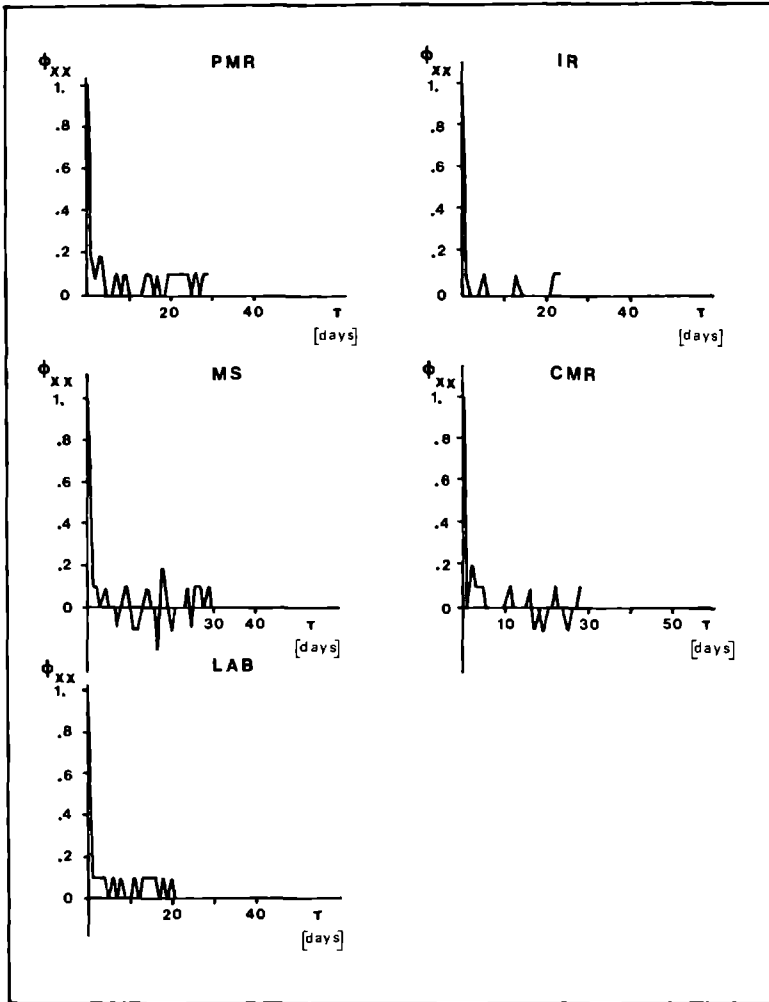 Φxx PMR
1.
.8
.6
.4
.2
0
20 40 τ
[days]
Φxx IR
1.
.8
.6
.4
.2
0
20 40 τ
[days]
Φxx MS
1.
.8
.6
.4
.2
0
30 40 τ
[days]
Φxx CMR
1.
.8
.6
.4
.2
0
10 30 50 τ
[days]
Φxx LAB
1.
.8
.6
.4
.2
0
20 40 τ
[days]